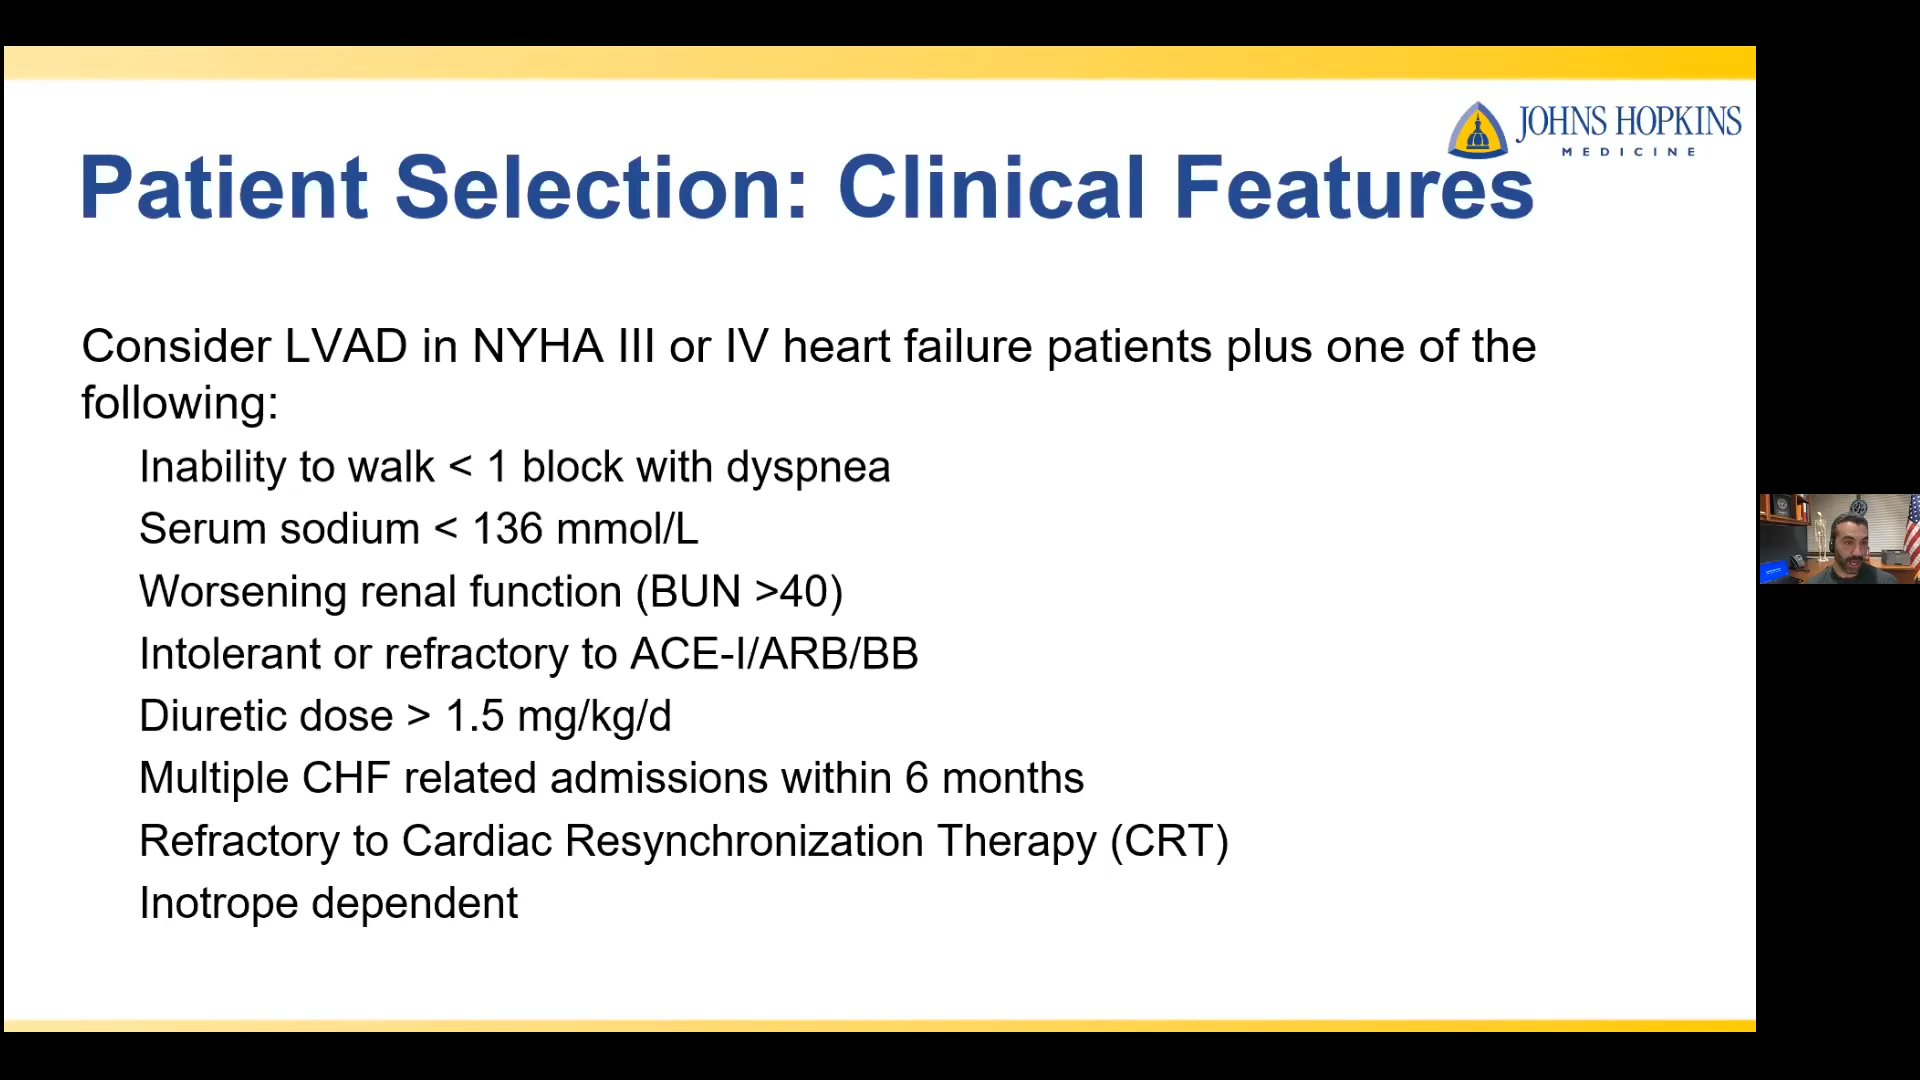 JOHNS HOPKINS
MEDICINE
Patient Selection: Clinical Features
Consider LVAD in NYHA III or IV heart failure patients plus one of the
following:
Inability to walk < 1 block with dyspnea
Serum sodium < 136 mmol/L
Worsening renal function (BUN >40)
Intolerant or refractory to ACE-I/ARB/BB
Diuretic dose > 1.5 mg/kg/d
Multiple CHF related admissions within 6 months
Refractory to Cardiac Resynchronization Therapy (CRT)
Inotrope dependent